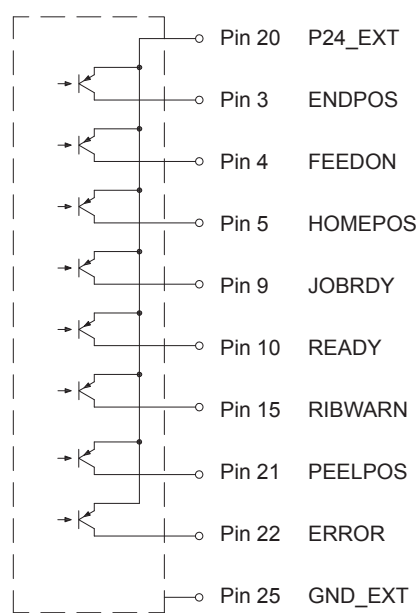 Pin 20 P24_EXT
Pin 3 ENDPOS
Pin 4 FEEDON
Pin 5 HOMEPOS
Pin 9 JOBRDY
Pin 10 READY
Pin 15 RIBWARN
Pin 21 PEELPOS
Pin 22 ERROR
Pin 25 GND_EXT